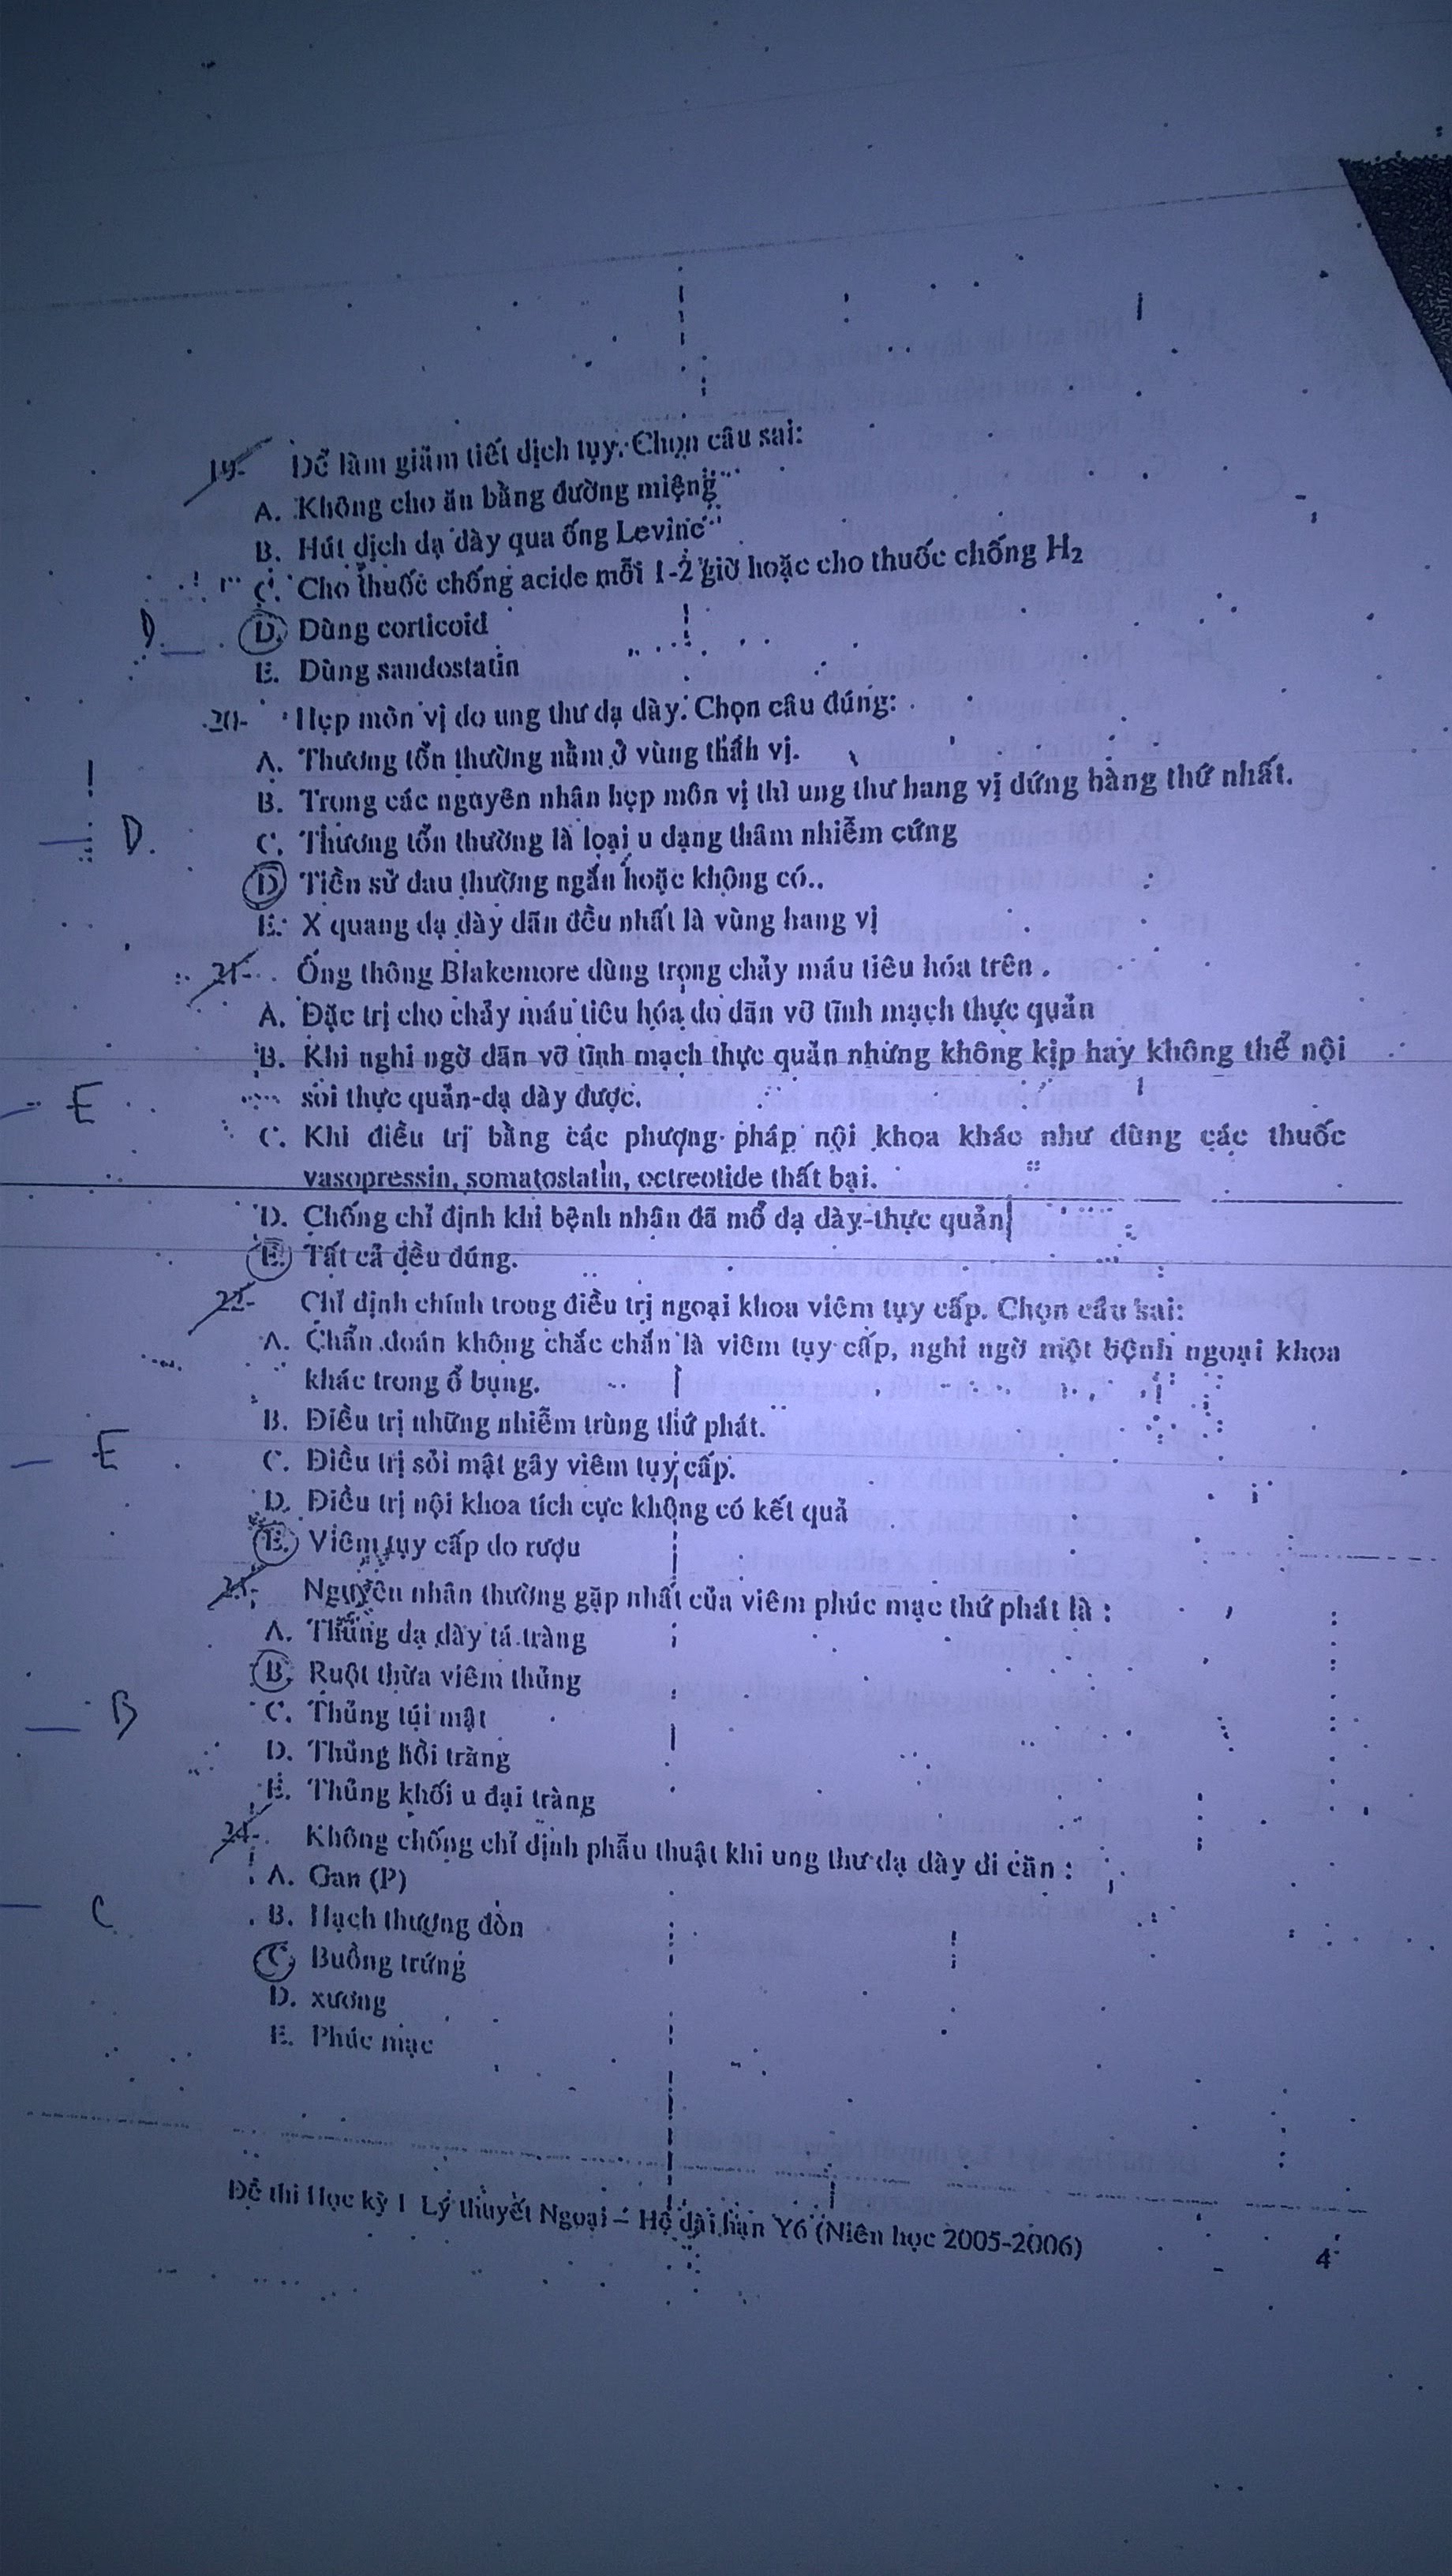 19- Để làm giảm tiết dịch tụy. Chọn câu sai:
A. Không cho ăn bằng đường miệng
B. Hút dịch dạ dày qua ống Levine
C. Cho thuốc chống acide mỗi 1-2 giờ hoặc cho thuốc chống H2
D. D. Dùng corticoid
E. Dùng sandostatin
20- Hẹp môn vị do ung thư dạ dày. Chọn câu đúng:
A. Thương tổn thường nằm ở vùng thân vị.
B. Trong các nguyên nhân hẹp môn vị thì ung thư hang vị đứng hàng thứ nhất.
D. C. Thương tổn thường là loại u dạng thâm nhiễm cứng
D Tiền sử đau thường ngắn hoặc không có..
E. X quang dạ dày dãn đều nhất là vùng hang vị
21- Ống thông Blakemore dùng trong chảy máu tiêu hóa trên .
A. Đặc trị cho chảy máu tiêu hóa do dãn vỡ tĩnh mạch thực quản
B. Khi nghi ngờ dãn vỡ tĩnh mạch thực quản nhưng không kịp hay không thể nội
E sòi thực quản-dạ dày được.
C. Khi điều trị bằng các phương pháp nội khoa khác như dùng các thuốc
vasopressin, somatostatin, octreotide thất bại.
D. Chống chỉ định khi bệnh nhân đã mổ dạ dày-thực quản
E. Tất cả đều đúng.
22- Chỉ định chính trong điều trị ngoại khoa viêm tụy cấp. Chọn câu sai:
A. Chẩn đoán không chắc chắn là viêm tụy cấp, nghi ngờ một bệnh ngoại khoa
khác trong ổ bụng.
B. Điều trị những nhiễm trùng thứ phát.
E C. Điều trị sỏi mật gây viêm tụy cấp.
D. Điều trị nội khoa tích cực không có kết quả
E. Viêm tụy cấp do rượu
23- Nguyên nhân thường gặp nhất của viêm phúc mạc thứ phát là :
A. Thủng dạ dày tá tràng
B. Ruột thừa viêm thủng
B C. Thủng túi mật
D. Thủng hồi tràng
E. Thủng khối u đại tràng
24- Không chống chỉ định phẫu thuật khi ung thư dạ dày di căn :
A. Gan (P)
C B. Hạch thượng đòn
C. Buồng trứng
D. xương
E. Phúc mạc
Đề thi Học kỳ I Lý thuyết Ngoại – Hệ dài hạn Y6 (Niên học 2005-2006) 4